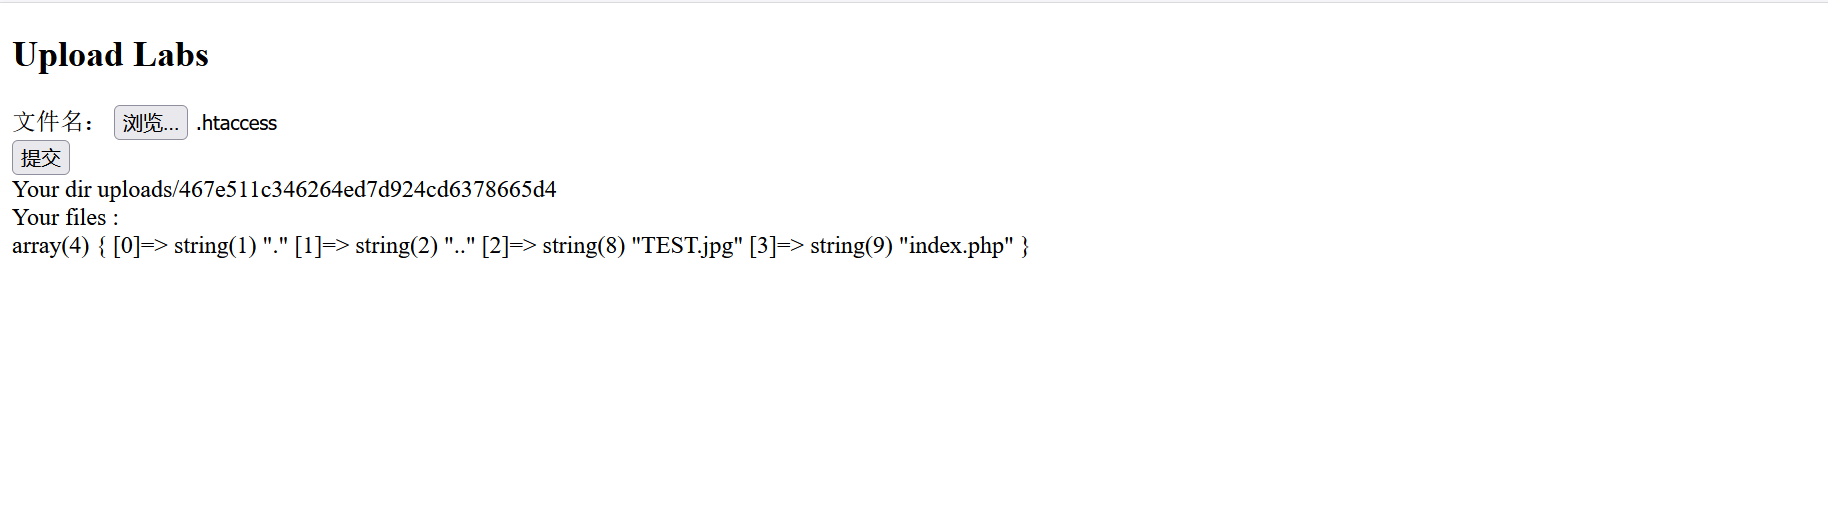 Upload Labs
文件名： 浏览... .htaccess
提交
Your dir uploads/467e511c346264ed7d924cd6378665d4
Your files :
array(4) { [0]=> string(1) "." [1]=> string(2) ".." [2]=> string(8) "TEST.jpg" [3]=> string(9) "index.php" }